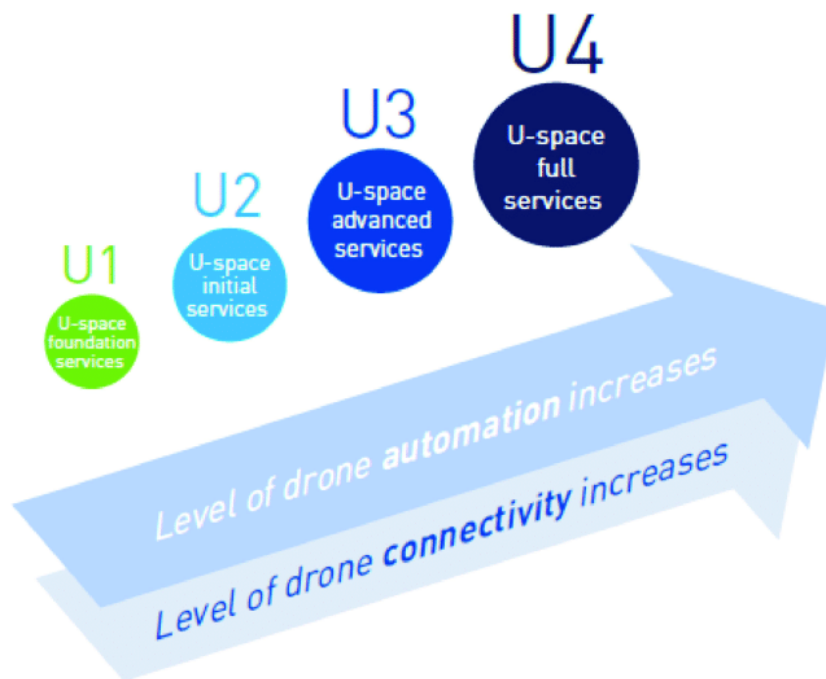 U1
U-space
foundation
services
U2
U-space
initial
services
U3
U-space
advanced
services
U4
U-space
full
services
Level of drone automation increases
Level of drone connectivity increases